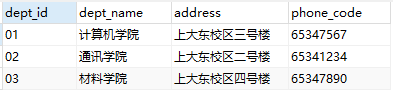 dept_id dept_name address phone_code
01 计算机学院 上大东校区三号楼 65347567
02 通讯学院 上大东校区二号楼 65341234
03 材料学院 上大东校区四号楼 65347890